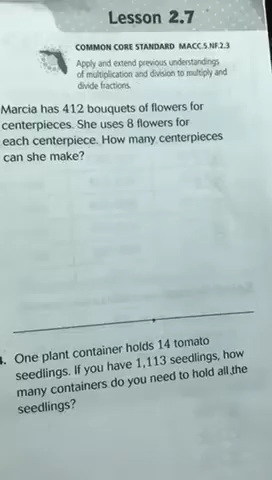 Lesson 2.7
COMMON CORE STANDARD MACC.5.NF.2.3
Apply and extend previous understandings
of multiplication and division to multiply and
divide fractions.
Marcia has 412 bouquets of flowers for
centerpieces. She uses 8 flowers for
each centerpiece. How many centerpieces
can she make?
One plant container holds 14 tomato
seedlings. If you have 1,113 seedlings, how
many containers do you need to hold all the
seedlings?